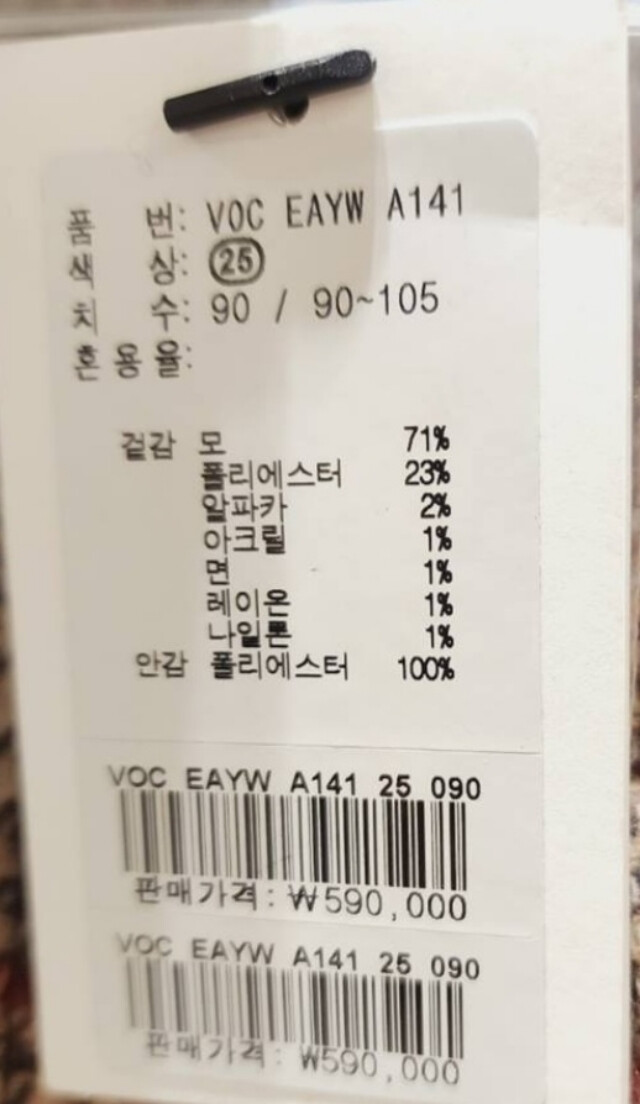 품 번: VOC EAYW A141
색 상: 25
치 수: 90 / 90~105
혼 용 율:
겉감 모 71%
폴리에스터 23%
알파카 2%
아크릴 1%
면 1%
레이온 1%
나일론 1%
안감 폴리에스터 100%
VOC EAYW A141 25 090
판매가격: ₩590,000
VOC EAYW A141 25 090
판매가격: ₩590,000